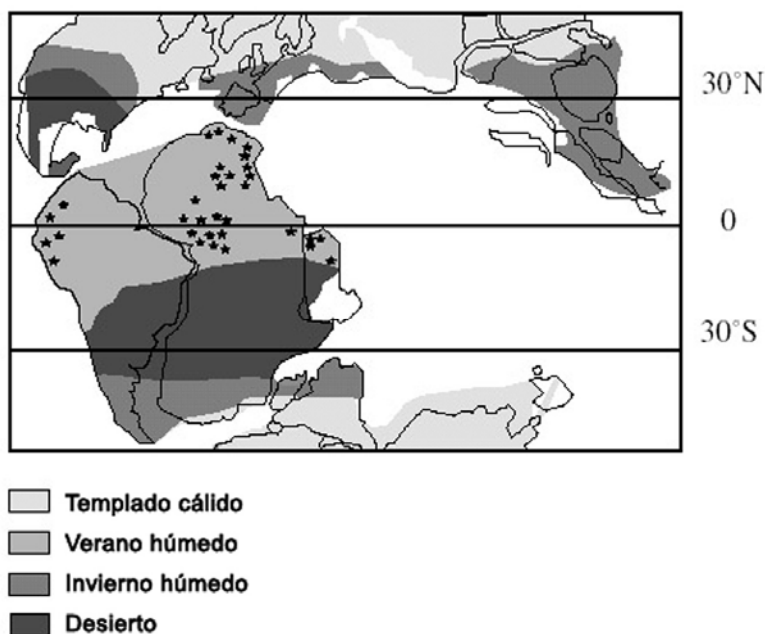 30°N
0
30°S
Templado cálido
Verano húmedo
Invierno húmedo
Desierto